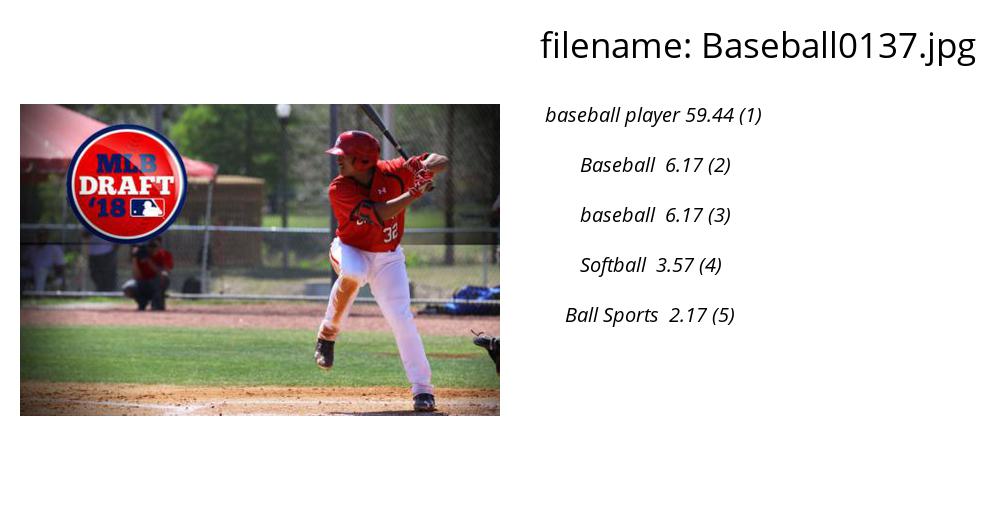 filename: Baseball0137.jpg
baseball player 59.44 (1)
Baseball 6.17 (2)
baseball 6.17 (3)
Softball 3.57 (4)
Ball Sports 2.17 (5)
MLB
DRAFT
'18
32